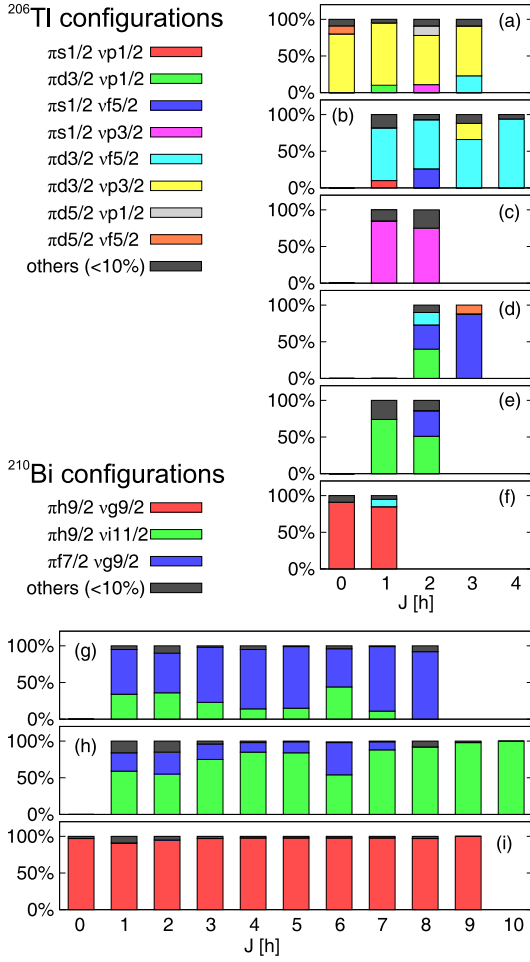 ²⁰⁶Tl configurations
πs1/2 νp1/2
πd3/2 νp1/2
πs1/2 νf5/2
πs1/2 νp3/2
πd3/2 νf5/2
πd3/2 νp3/2
πd5/2 νp1/2
πd5/2 νf5/2
others (<10%)
100%
50%
0%
(a)
100%
50%
0%
(b)
100%
50%
0%
(c)
100%
50%
0%
(d)
100%
50%
0%
(e)
100%
50%
0%
(f)
0 1 2 3 4
J [h]
²¹⁰Bi configurations
πh9/2 νg9/2
πh9/2 νi11/2
πf7/2 νg9/2
others (<10%)
100%
50%
0%
(g)
100%
50%
0%
(h)
100%
50%
0%
(i)
0 1 2 3 4 5 6 7 8 9 10
J [h]